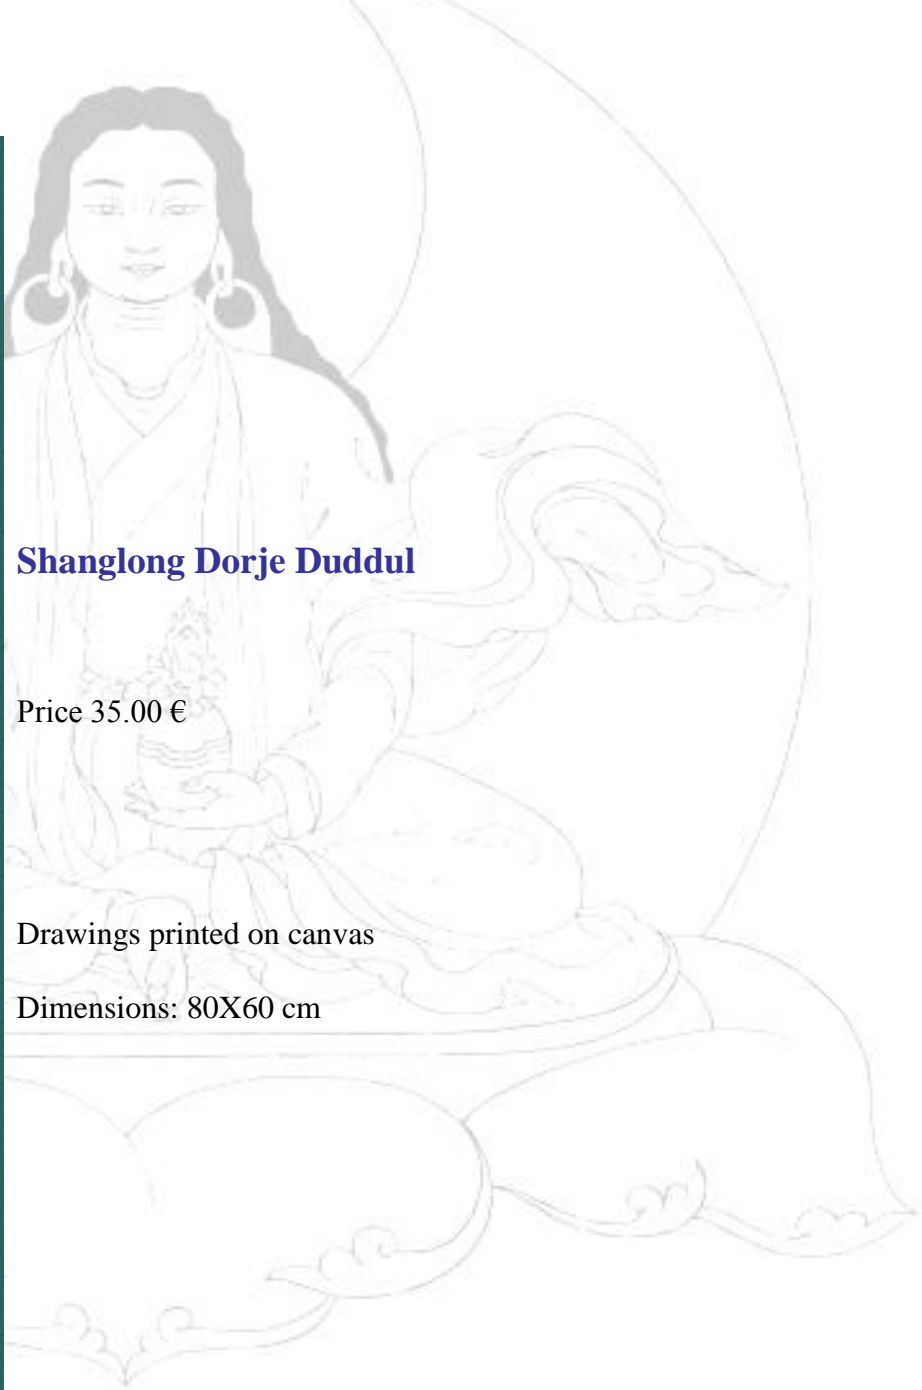 Shanglong Dorje Duddul
Price 35.00 €
Drawings printed on canvas
Dimensions: 80X60 cm